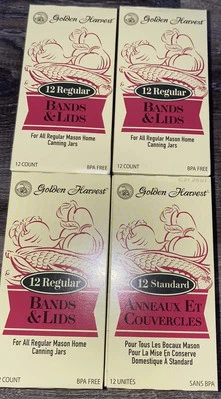 Golden Harvest
12 Regular
BANDS
& LIDS
For All Regular Mason Home
Canning Jars
12 COUNT
BPA FREE
Golden Harvest
12 Regular
BANDS
& LIDS
For All Regular Mason Home
Canning Jars
12 COUNT
BPA FREE
Golden Harvest
12 Regular
BANDS
& LIDS
For All Regular Mason Home
Canning Jars
COUNT
BPA FREE
Golden Harvest
12 Standard
ANNEAUX ET
COUVERCLES
Pour Tous Les Bocaux Mason
Pour La Mise En Conserve
Domestique À Standard
12 UNITÉS
SANS BPA